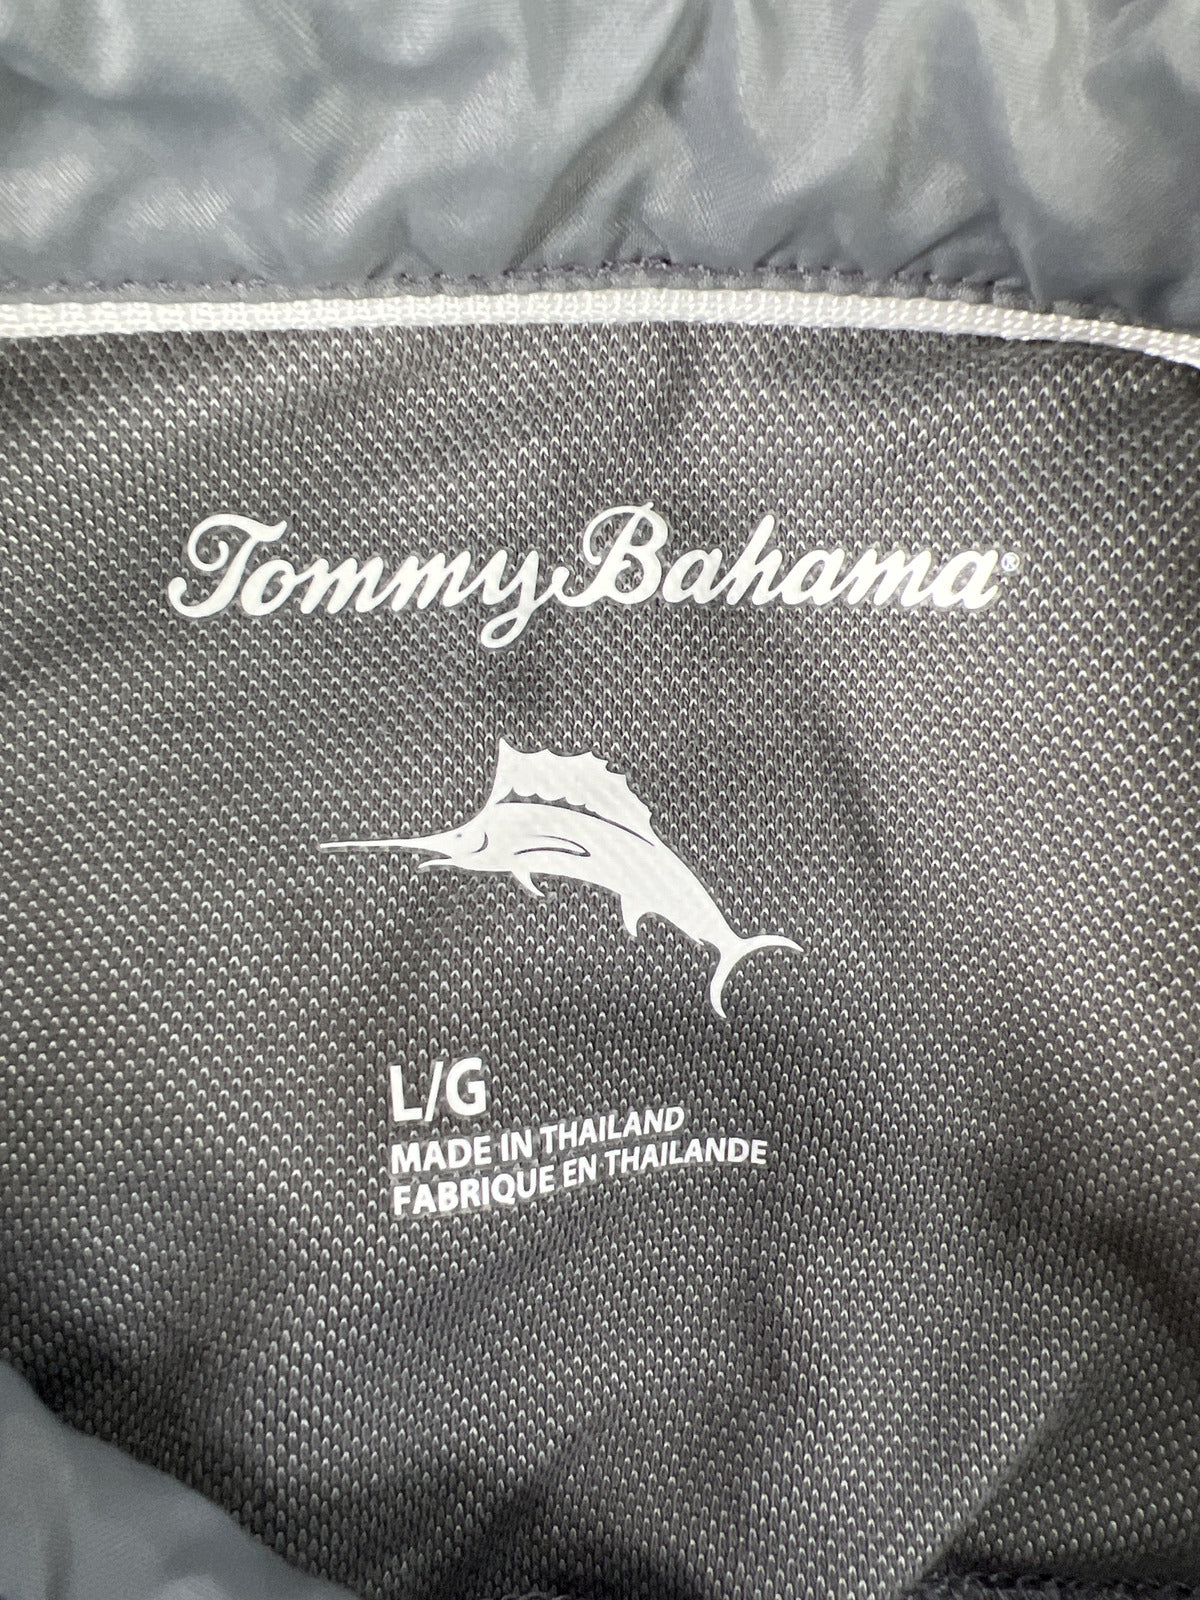 Tommy Bahama®
L/G
MADE IN THAILAND
FABRIQUE EN THAILANDE